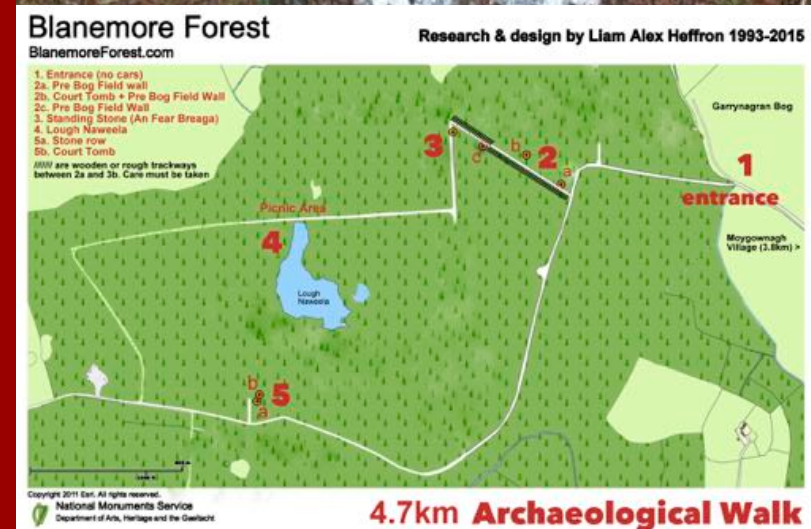 Blanemore Forest
BlanemoreForest.com
Research & design by Liam Alex Heffron 1993-2015
1. Entrance (no cars)
2a. Pre Bog Field wall
2b. Court Tomb + Pre Bog Field Wall
2c. Pre Bog Field Wall
3. Standing Stone (An Fear Breaga)
4. Lough Naweela
5a. Stone row
5b. Court Tomb
are wooden or rough trackways
between 2a and 3b. Care must be taken
Garrynagran Bog
3
c
b
2
a
1
entrance
Picnic Area
4
Moygownagh
Village (3.8km) >
Lough
Naweela
b
5
a
Copyright 2011 Esri. All rights reserved.
National Monuments Service
Department of Arts, Heritage and the Gaeltacht
4.7km Archaeological Walk